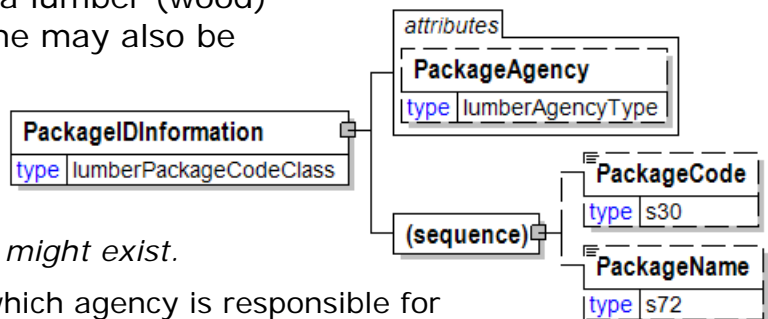 a lumber (wood)
ne may also be
attributes
PackageAgency
type lumberAgencyType
PackageIDInformation
type lumberPackageCodeClass
PackageCode
type s30
(sequence)
PackageName
type s72
might exist.
which agency is responsible for